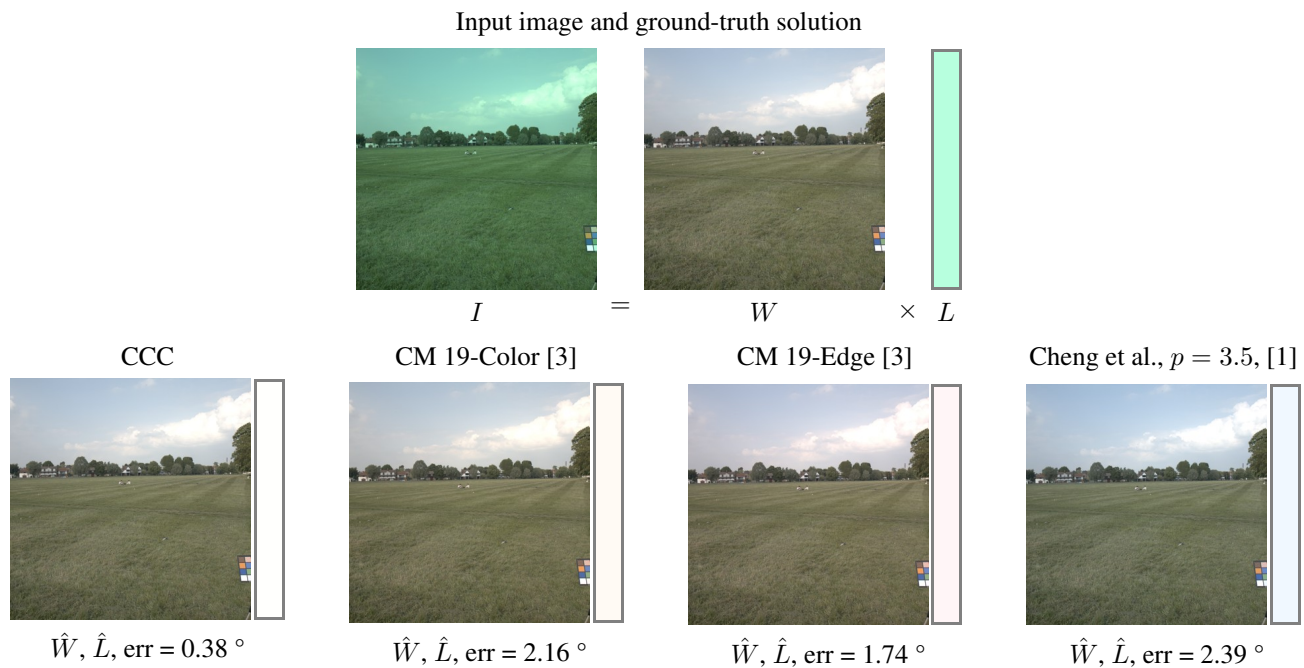 Input image and ground-truth solution
I = W × L
CCC
CM 19-Color [3]
CM 19-Edge [3]
Cheng et al., p = 3.5, [1]
Ŵ, L̂, err = 0.38 °
Ŵ, L̂, err = 2.16 °
Ŵ, L̂, err = 1.74 °
Ŵ, L̂, err = 2.39 °